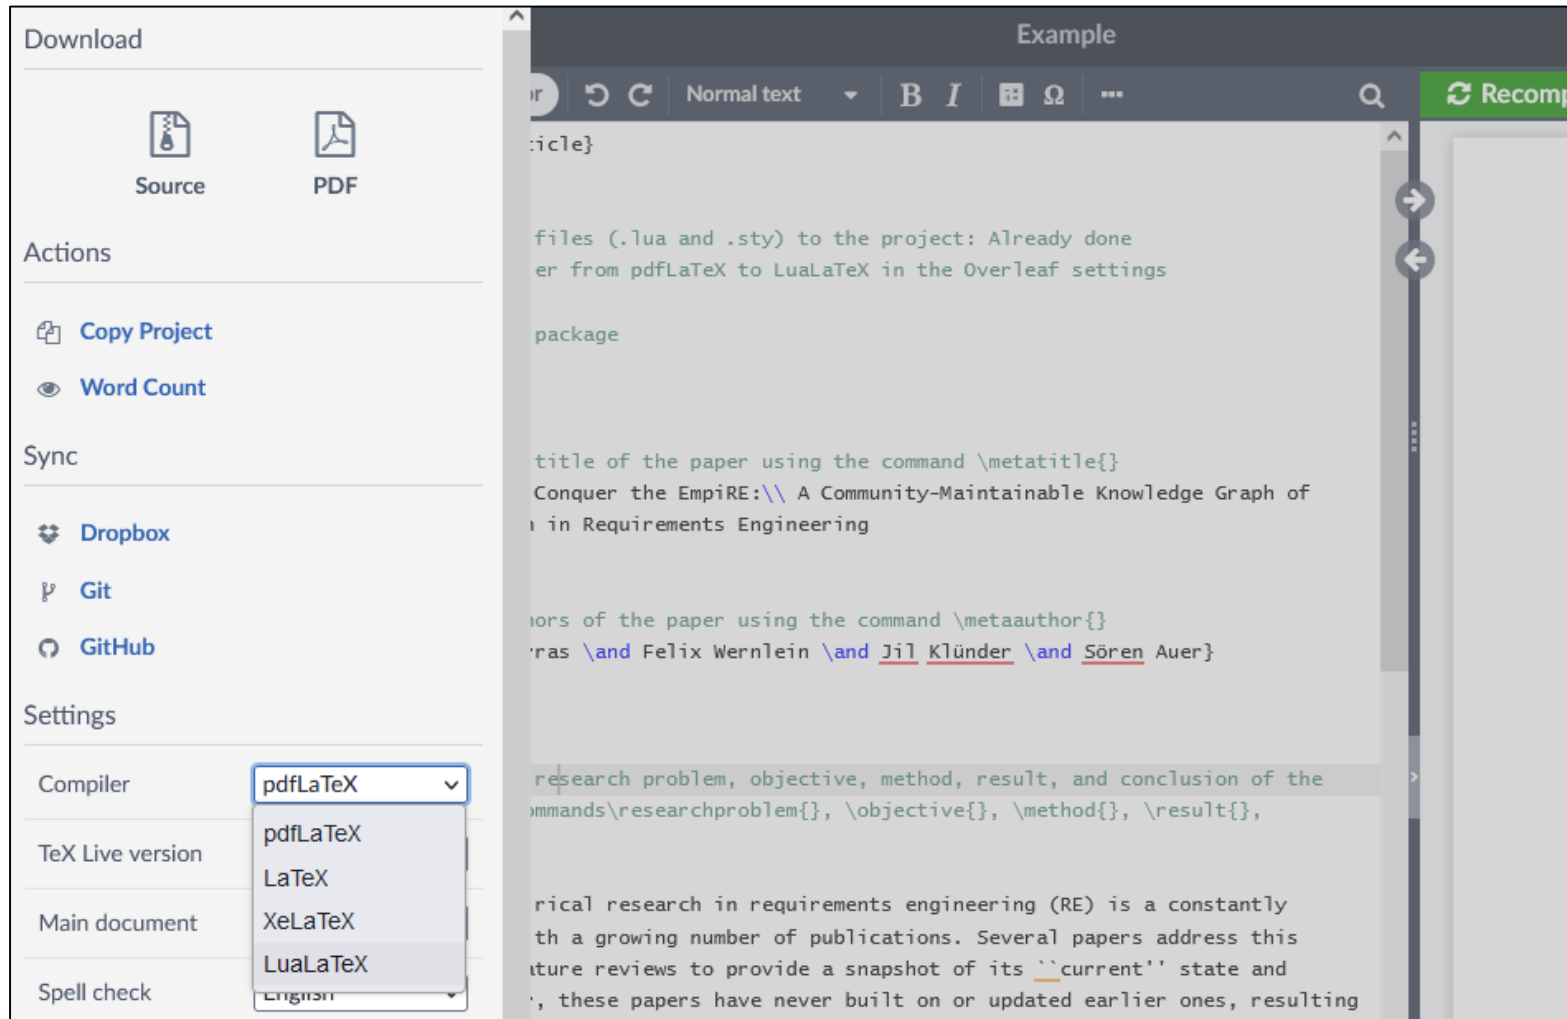 Download
Source PDF
Actions
Copy Project
Word Count
Sync
Dropbox
Git
GitHub
Settings
Compiler pdfLaTeX
pdfLaTeX
LaTeX
XeLaTeX
LuaLaTeX
TeX Live version
Main document
Spell check English
Example
Normal text B I Ω ...
Recomp
icle}
files (.lua and .sty) to the project: Already done
er from pdfLaTeX to LuaLaTeX in the Overleaf settings
package
title of the paper using the command \metatitle{}
Conquer the EmpiRE:\\ A Community-Maintainable Knowledge Graph of
in Requirements Engineering
hors of the paper using the command \metaauthor{}
rras \and Felix Wernlein \and Jil Klünder \and Sören Auer}
research problem, objective, method, result, and conclusion of the
ommands\researchproblem{}, \objective{}, \method{}, \result{},
rical research in requirements engineering (RE) is a constantly
th a growing number of publications. Several papers address this
ature reviews to provide a snapshot of its ``current'' state and
, these papers have never built on or updated earlier ones, resulting